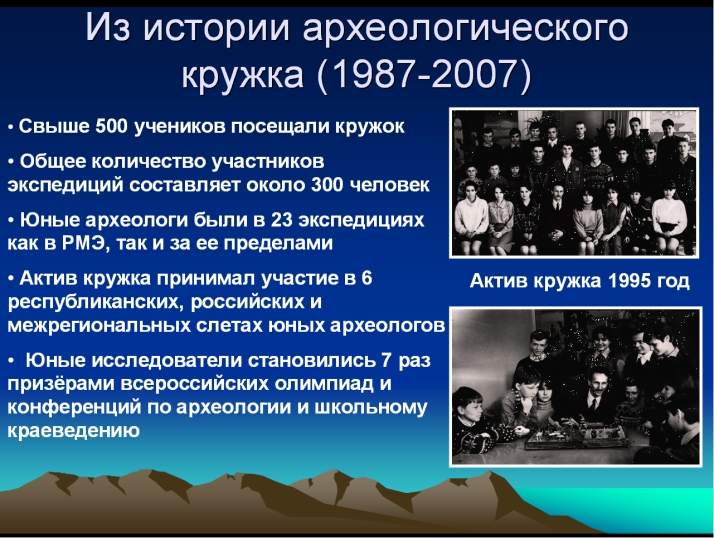 Из истории археологического
кружка (1987-2007)
• Свыше 500 учеников посещали кружок
• Общее количество участников
экспедиций составляет около 300 человек
• Юные археологи были в 23 экспедициях
как в РМЭ, так и за ее пределами
• Актив кружка принимал участие в 6
республиканских, российских и
межрегиональных слетах юных археологов
• Юные исследователи становились 7 раз
призёрами всероссийских олимпиад и
конференций по археологии и школьному
краеведению
Актив кружка 1995 год